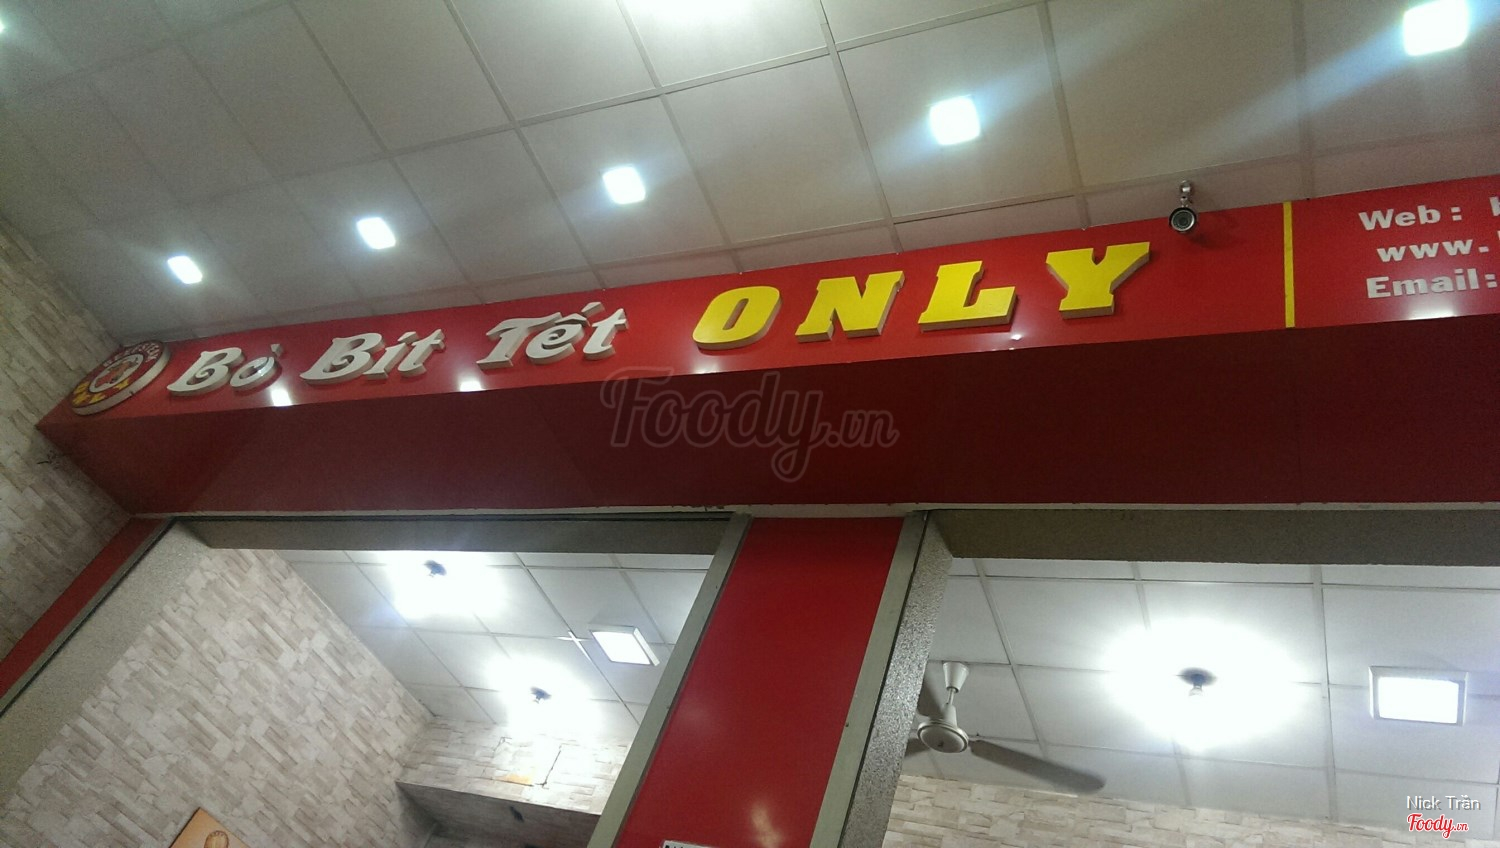 Bò Bít Tết ONLY
Web:
www.
Email:
Foody.vn
Nick Trần
Foody.vn